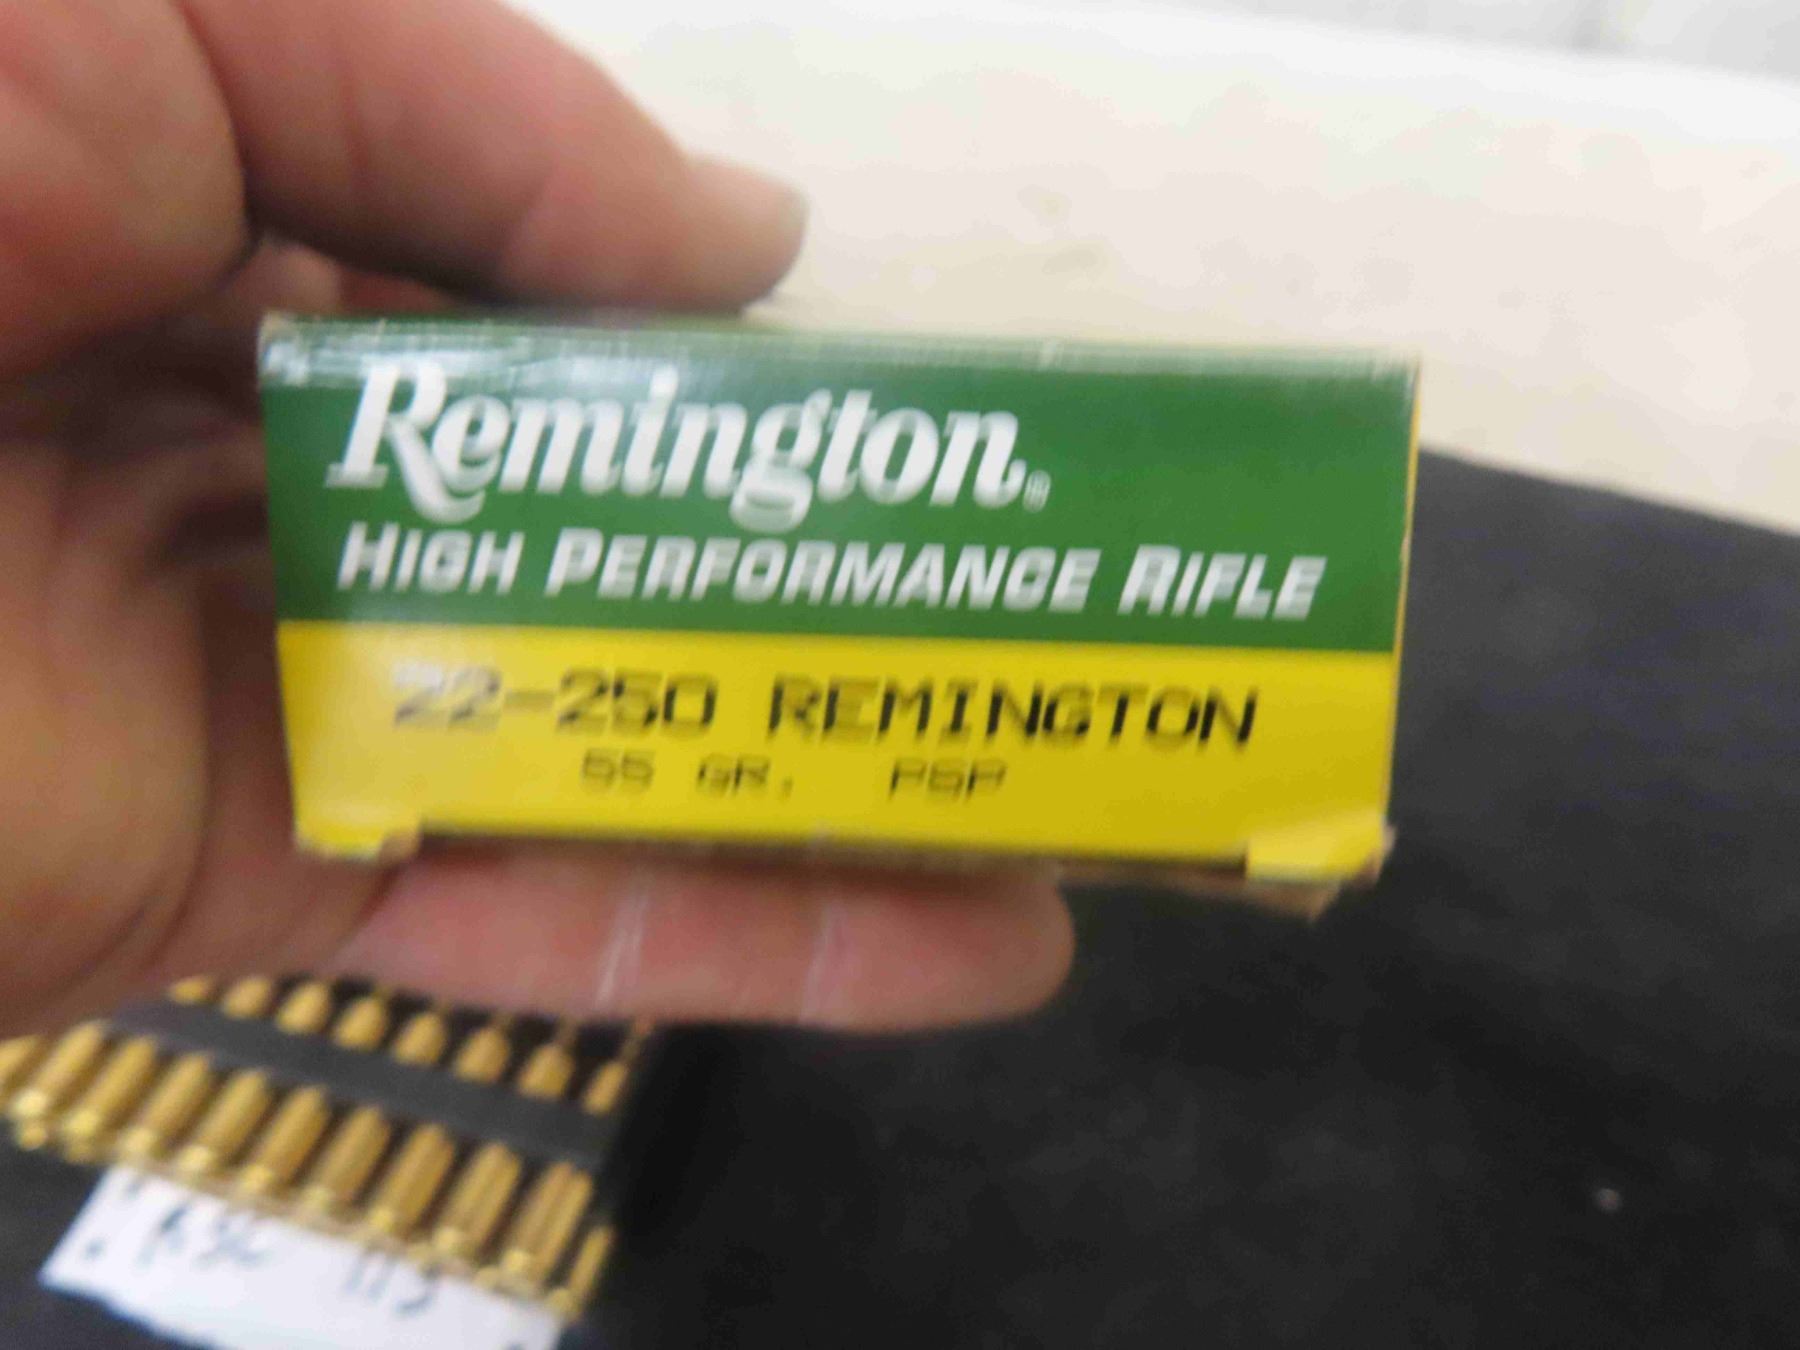 Remington®
HIGH PERFORMANCE RIFLE
22-250 REMINGTON
55 GR. PSP